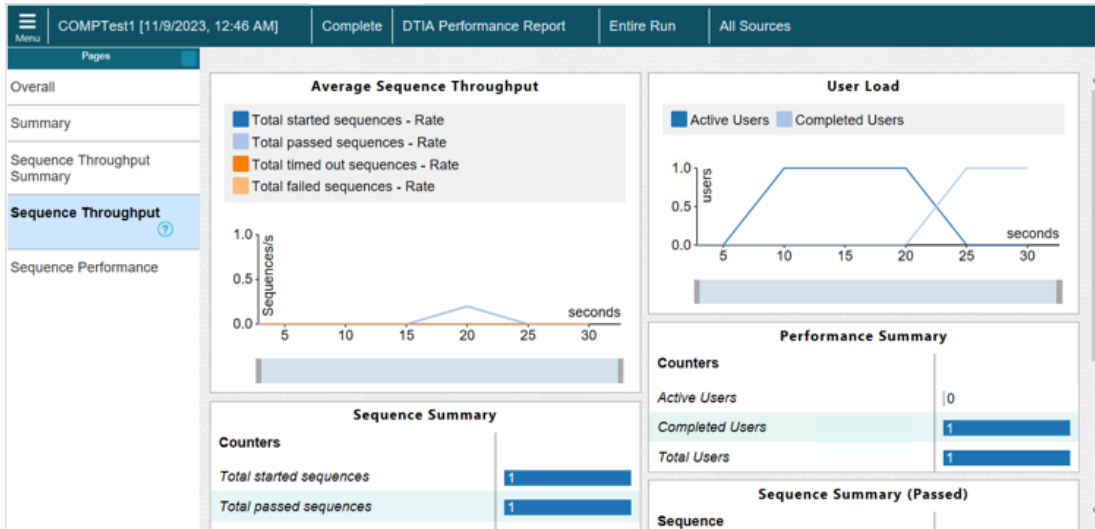 Menu
COMPTest1 [11/9/2023, 12:46 AM]
Complete
DTIA Performance Report
Entire Run
All Sources
Pages
Overall
Summary
Sequence Throughput
Summary
Sequence Throughput
?
Sequence Performance
Average Sequence Throughput
Total started sequences - Rate
Total passed sequences - Rate
Total timed out sequences - Rate
Total failed sequences - Rate
Sequences/s
1.0
0.5
0.0
seconds
5 10 15 20 25 30
Sequence Summary
Counters
Total started sequences 1
Total passed sequences 1
User Load
Active Users Completed Users
users
1.0
0.5
0.0
seconds
5 10 15 20 25 30
Performance Summary
Counters
Active Users 0
Completed Users 1
Total Users 1
Sequence Summary (Passed)
Sequence